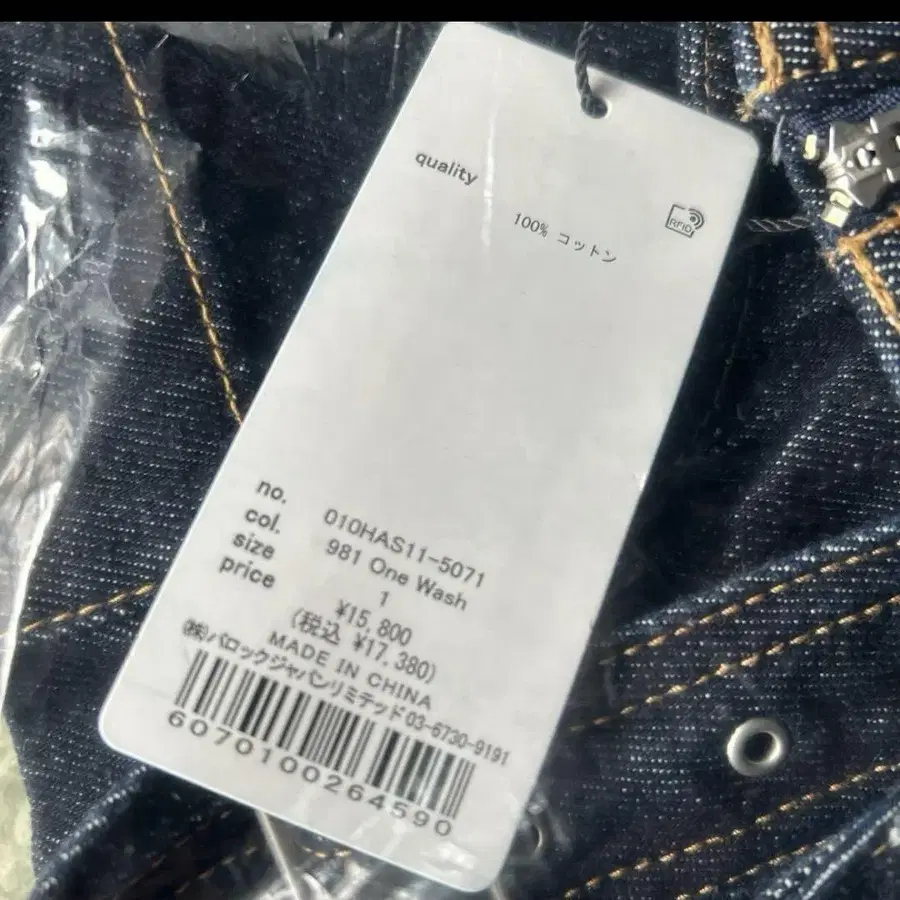 quality
100% コットン
RFID
no. 010HAS11-5071
col. 981 One Wash
size 1
price ¥15,800
(税込 ¥17,380)
MADE IN CHINA
㈱バロックジャパンリミテッド 03-6730-9191
6070100264590